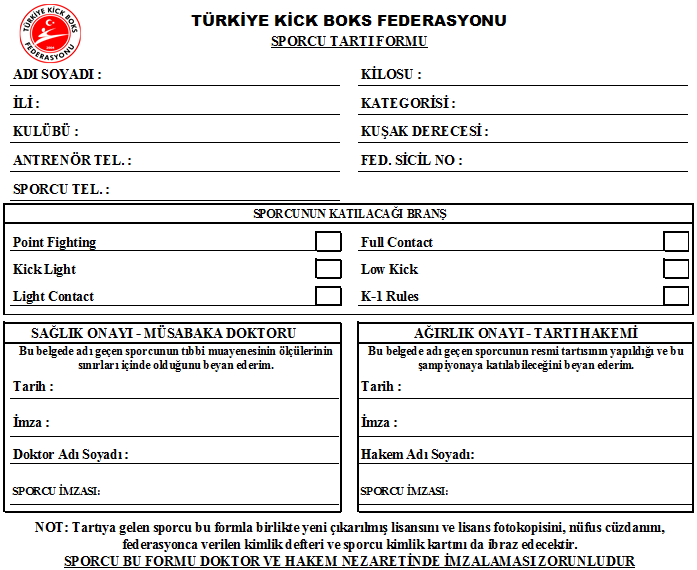 TÜRKİYE KICK BOKS FEDERASYONU
TÜRKİYE KİCK BOKS FEDERASYONU
SPORCU TARTI FORMU
ADI SOYADI :
KİLOSU :
İLİ :
KATEGORİSİ :
KULÜBÜ :
KUŞAK DERECESİ :
ANTRENÖR TEL. :
FED. SİCİL NO :
SPORCU TEL. :
SPORCUNUN KATILACAĞI BRANŞ
Point Fighting
Full Contact
Kick Light
Low Kick
Light Contact
K-1 Rules
SAĞLIK ONAYI - MÜSABAKA DOKTORU
Bu belgede adı geçen sporcunun tıbbi muayenesinin ölçülerinin
sınırları içinde olduğunu beyan ederim.
Tarih :
İmza :
Doktor Adı Soyadı:
SPORCU İMZASI:
AĞIRLIK ONAYI - TARTI HAKEMİ
Bu belgede adı geçen sporcunun resmi tartısının yapıldığı ve bu
şampiyonaya katılabileceğini beyan ederim.
Tarih :
İmza :
Hakem Adı Soyadı:
SPORCU İMZASI:
NOT: Tartıya gelen sporcu bu formla birlikte yeni çıkarılmış lisansını ve lisans fotokopisini, nüfus cüzdanını,
federasyonca verilen kimlik defteri ve sporcu kimlik kartını da ibraz edecektir.
SPORCU BU FORMU DOKTOR VE HAKEM NEZARETİNDE İMZALAMASI ZORUNLUDUR